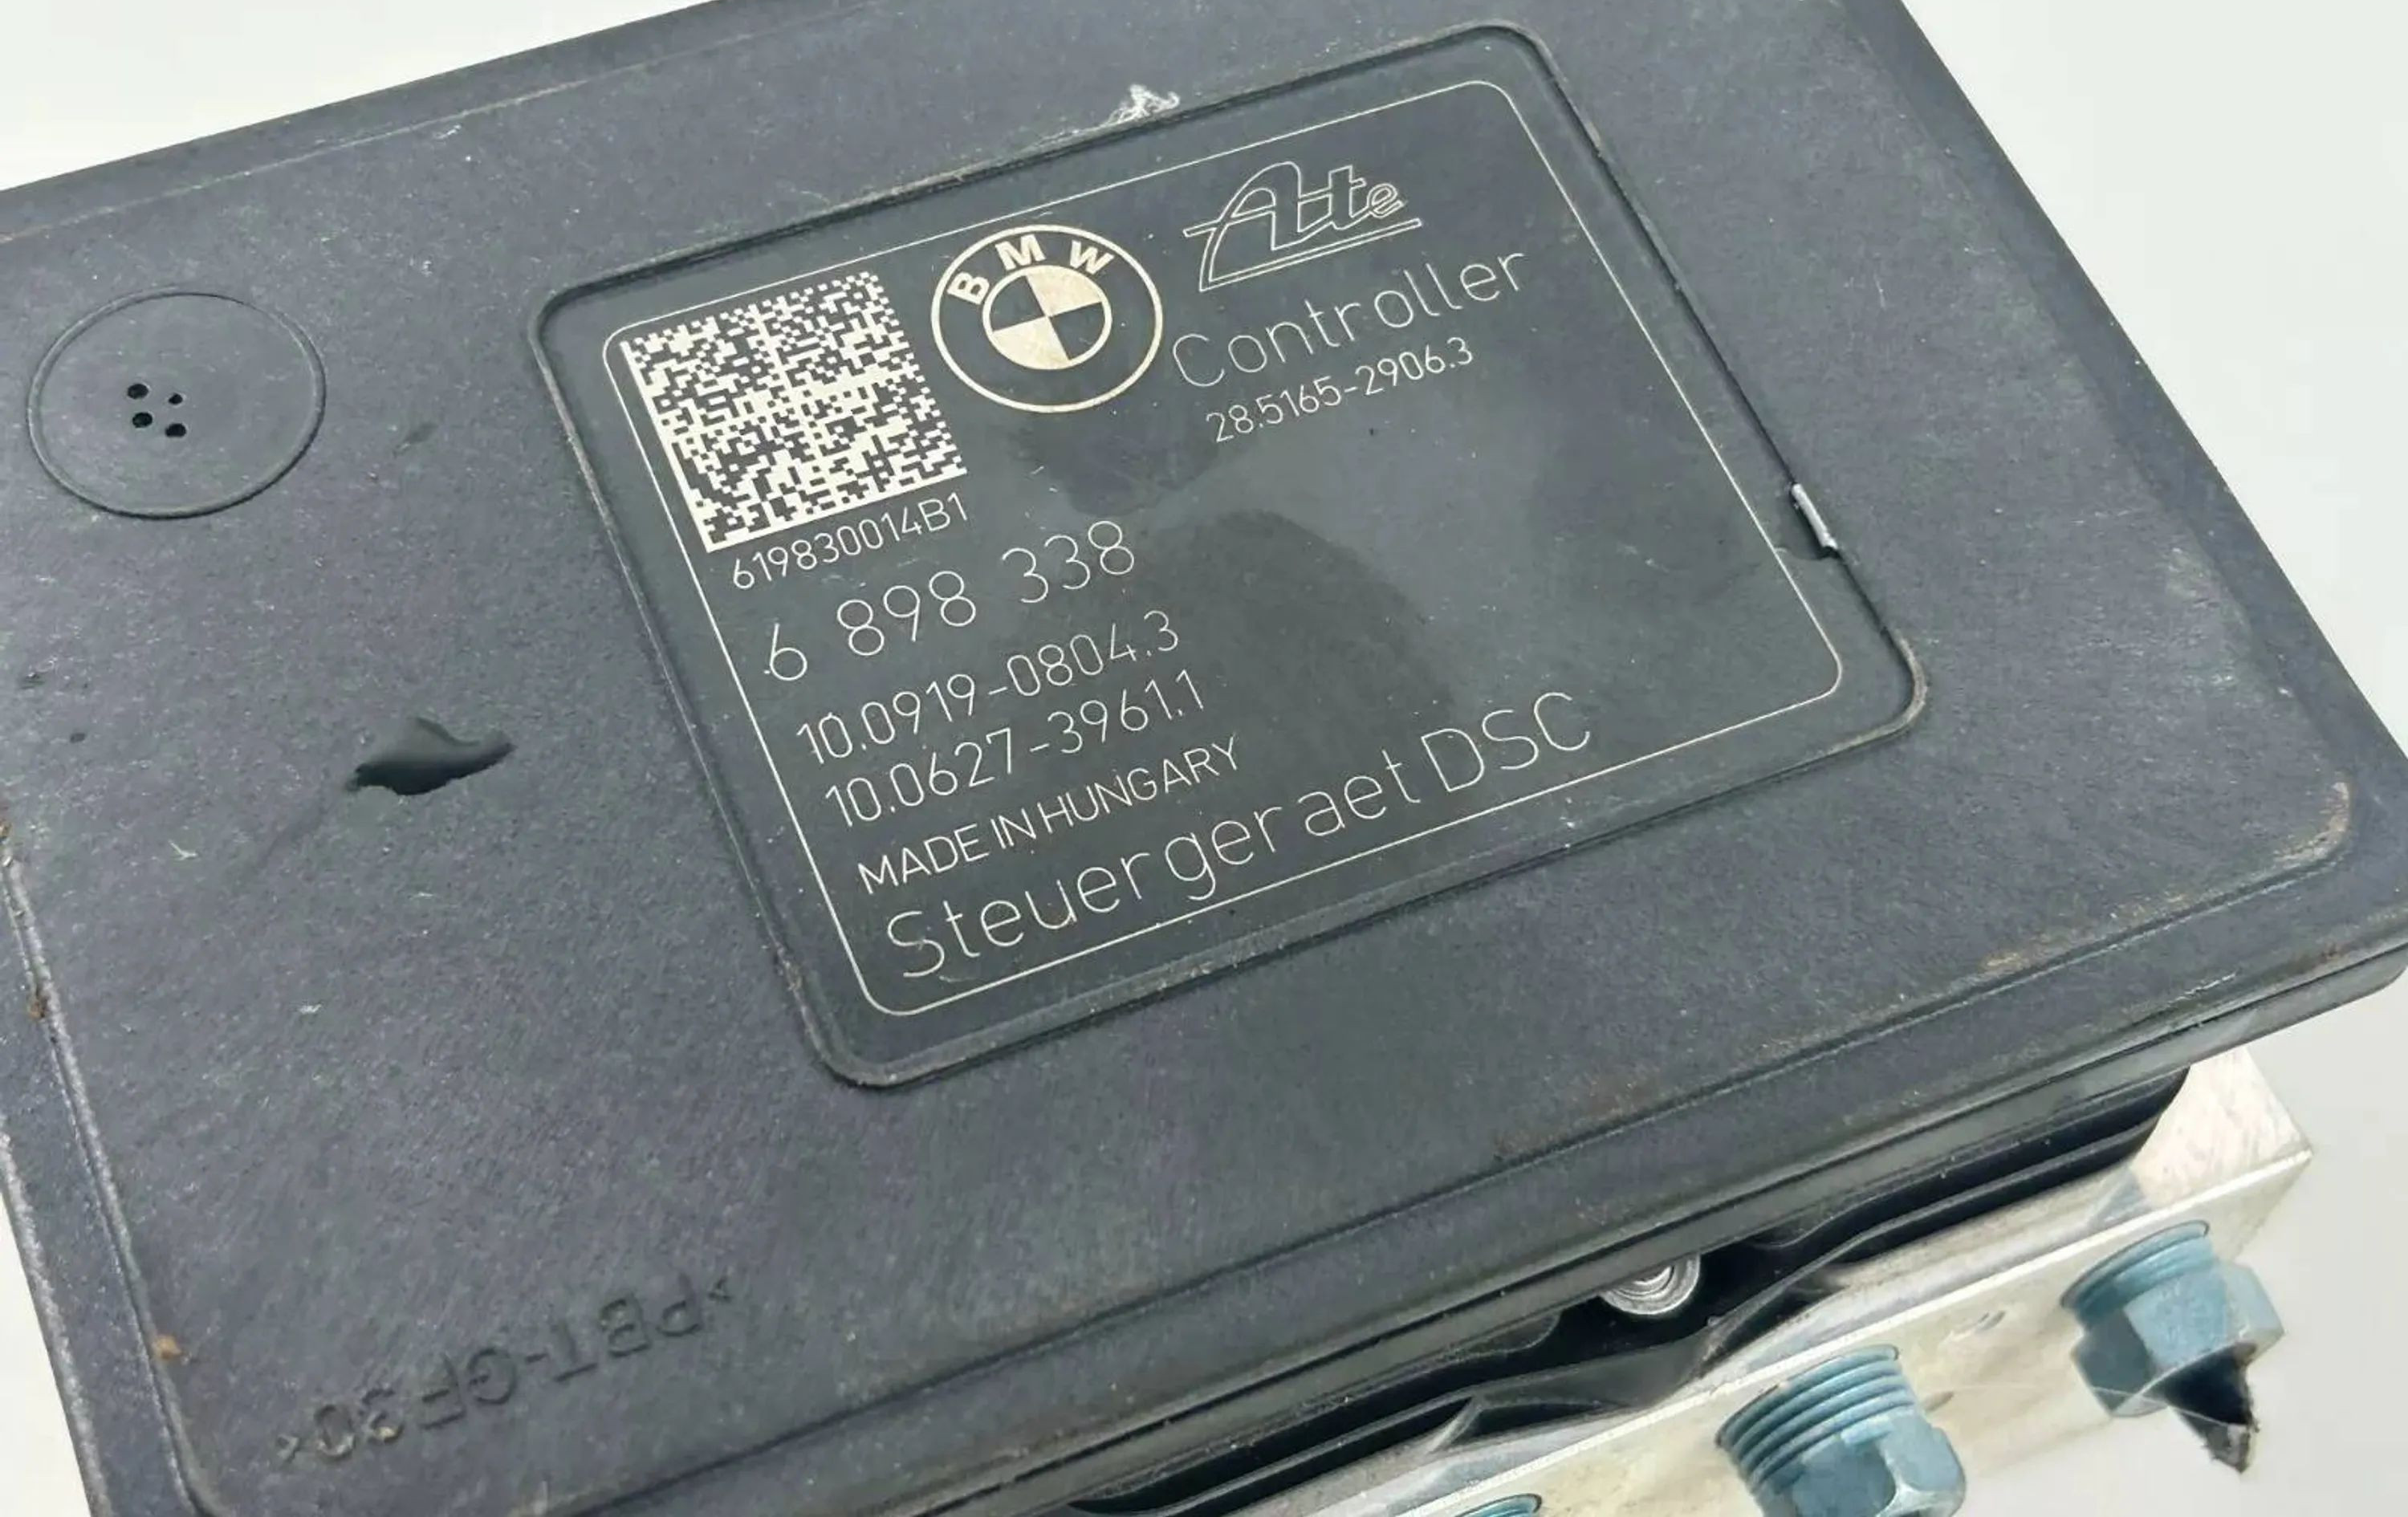 BMW
Ate
Controller
28.5165-2906.3
619830014B1
6 898 338
10.0919-0804.3
10.0627-3961.1
MADE IN HUNGARY
Steuergeraet DSC
>PBT-GF30<